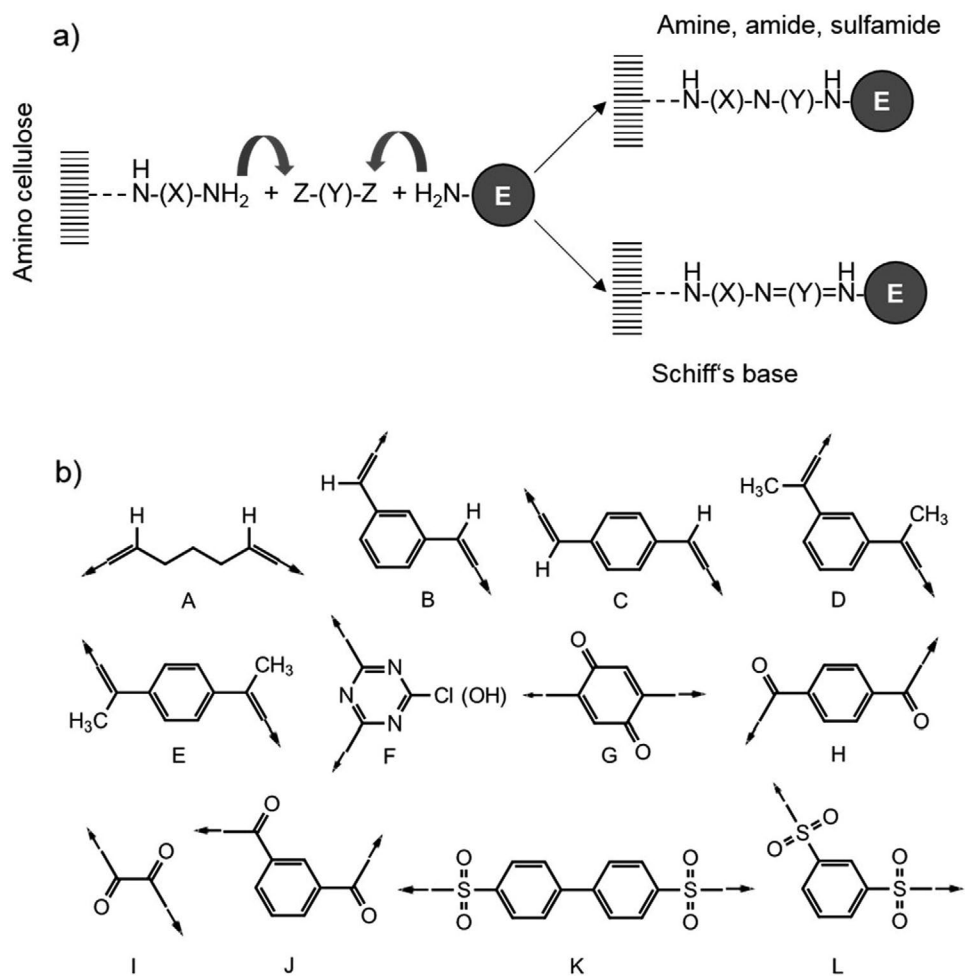 a)
Amine, amide, sulfamide
Amino cellulose
H
N-(X)-NH2 + Z-(Y)-Z + H2N- E
H H
N-(X)-N-(Y)-N- E
H H
N-(X)-N=(Y)=N- E
Schiff's base
b)
H H
A
H
H
B
H
H
C
H3C
CH3
D
CH3
H3C
E
N
N
N
Cl (OH)
F
O
O
G
O
O
H
O
O
I
O
O
J
O
S
O
O
S
O
K
O
S
O
O
S
O
L